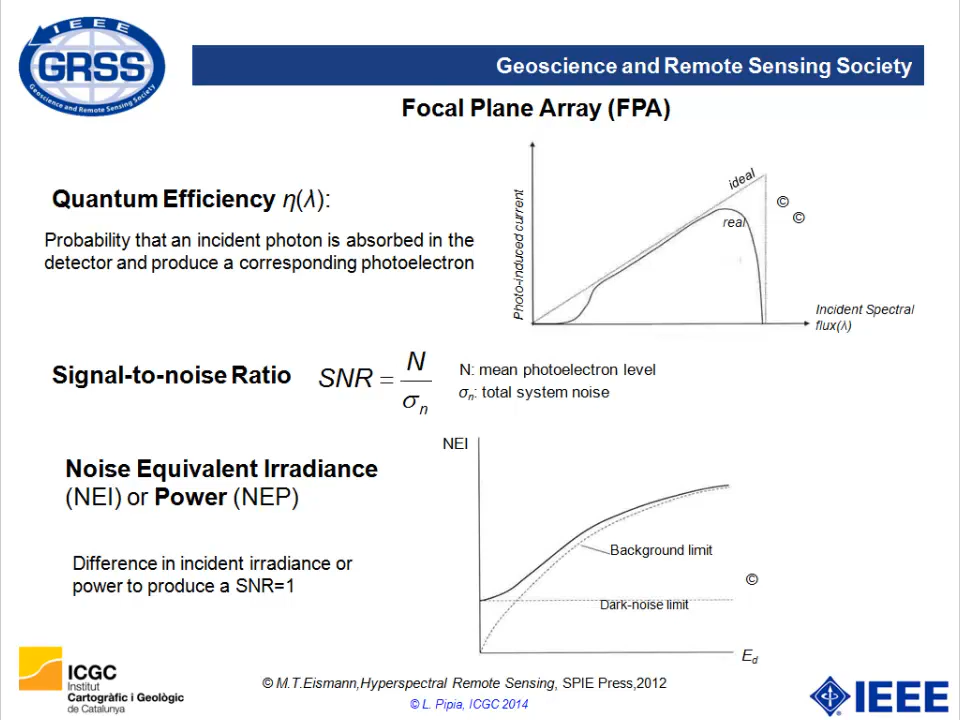 IEEE
GRSS
Geoscience and Remote Sensing Society
Geoscience and Remote Sensing Society
Focal Plane Array (FPA)
Quantum Efficiency η(λ):
Probability that an incident photon is absorbed in the
detector and produce a corresponding photoelectron
Photo-induced current
ideal
real
©
©
Incident Spectral
flux(λ)
Signal-to-noise Ratio
SNR = N / σn
N: mean photoelectron level
σn: total system noise
Noise Equivalent Irradiance
(NEI) or Power (NEP)
Difference in incident irradiance or
power to produce a SNR=1
NEI
Background limit
©
Dark-noise limit
Ed
ICGC
Institut
Cartogràfic i Geològic
de Catalunya
© M.T.Eismann,Hyperspectral Remote Sensing, SPIE Press,2012
© L. Pipia, ICGC 2014
IEEE